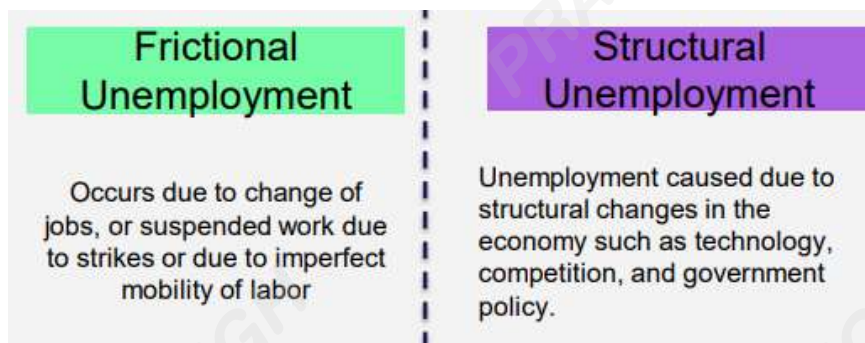 Frictional
Unemployment
Occurs due to change of
jobs, or suspended work due
to strikes or due to imperfect
mobility of labor
Structural
Unemployment
Unemployment caused due to
structural changes in the
economy such as technology,
competition, and government
policy.